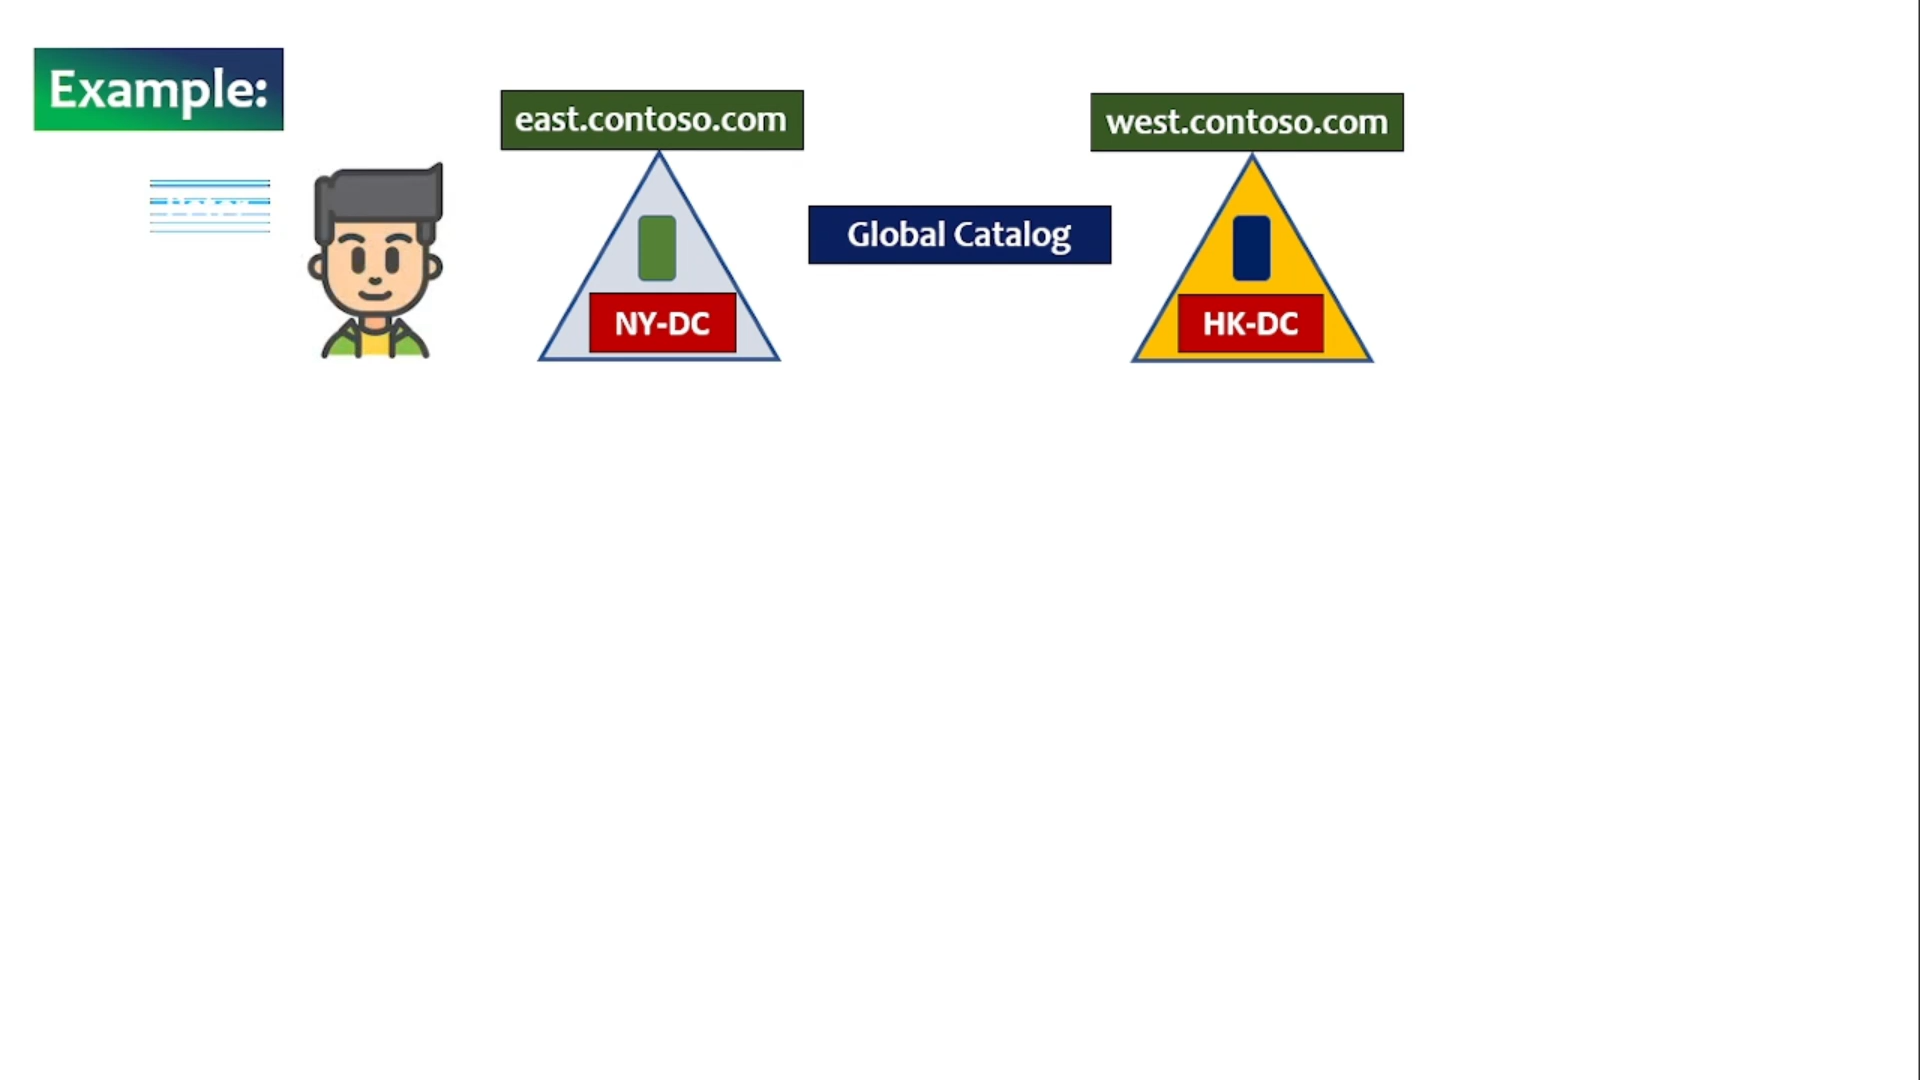 Example:
east.contoso.com
west.contoso.com
Global Catalog
NY-DC
HK-DC